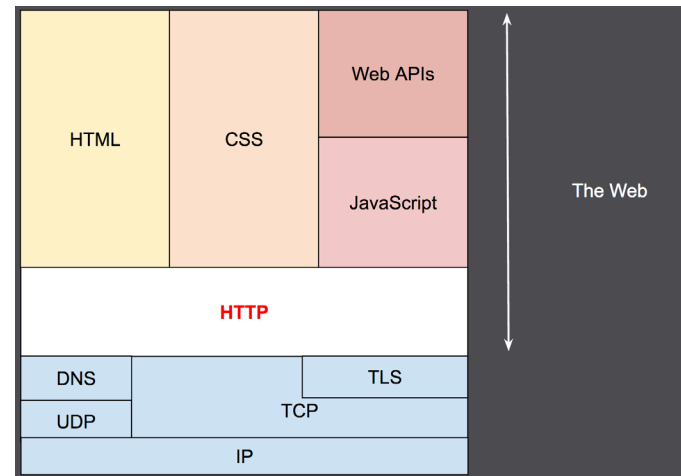 Web APIs
HTML
CSS
JavaScript
The Web
HTTP
DNS
TLS
TCP
UDP
IP